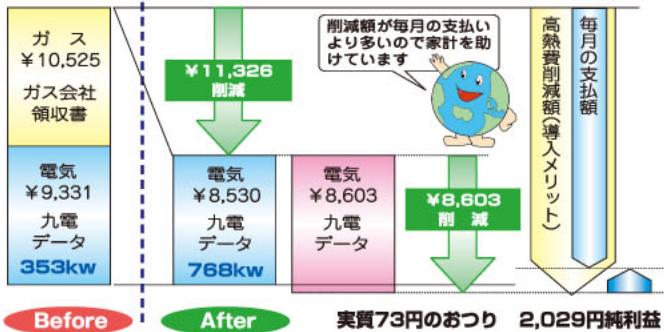 ガス
¥10,525
ガス会社
領収書
電気
¥9,331
九電
データ
353kw
Before
¥11,326
削減
電気
¥8,530
九電
データ
768kw
After
電気
¥8,603
九電
データ
削減額が毎月の支払い
より多いので家計を助
けています
¥8,603
削減
高熱費削減額(導入メリット)
毎月の支払額
実質73円のおつり
2,029円純利益